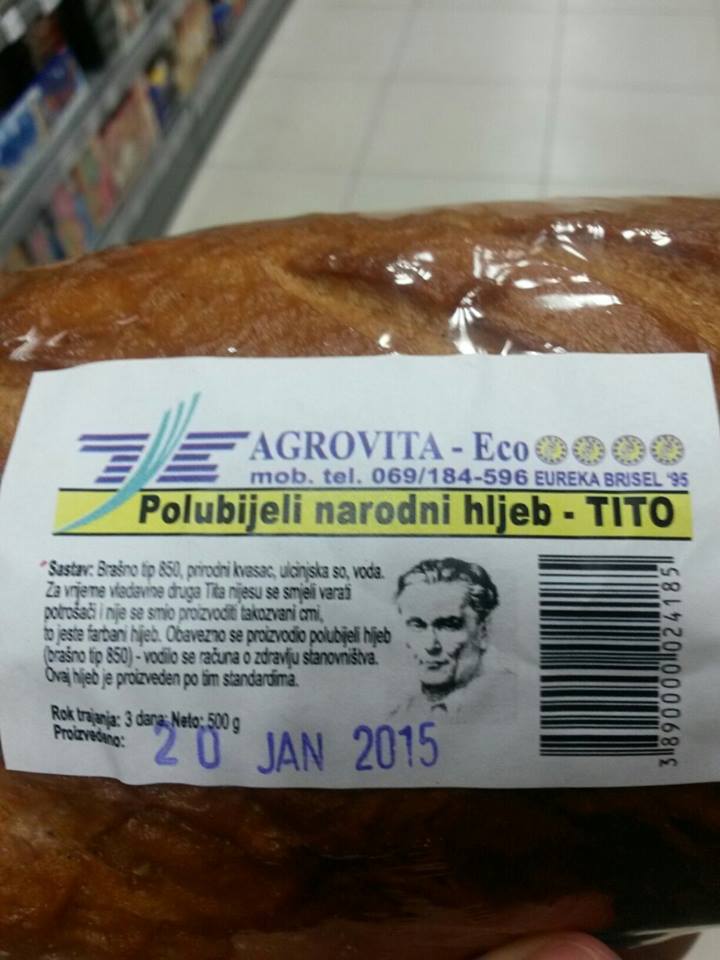 AGROVITA - Eco
mob. tel. 069/184-596 EUREKA BRISEL '95
Polubijeli narodni hljeb - TITO
Sastav: Brašno tip 850, prirodni kvasac, ulcinjska so, voda.
Za vrijeme vladavine druga Tita nijesu se smjeli varati
potrošači i nije se smio proizvoditi takozvani crni,
to jeste farbani hljeb. Obavezno se proizvodio polubijeli hljeb
(brašno tip 850) - vodilo se računa o zdravlju stanovništva.
Ovaj hljeb je proizveden po tim standardima.
Rok trajanja: 3 dana; Neto: 500 g
Proizvedeno: 20 JAN 2015
3890000024185